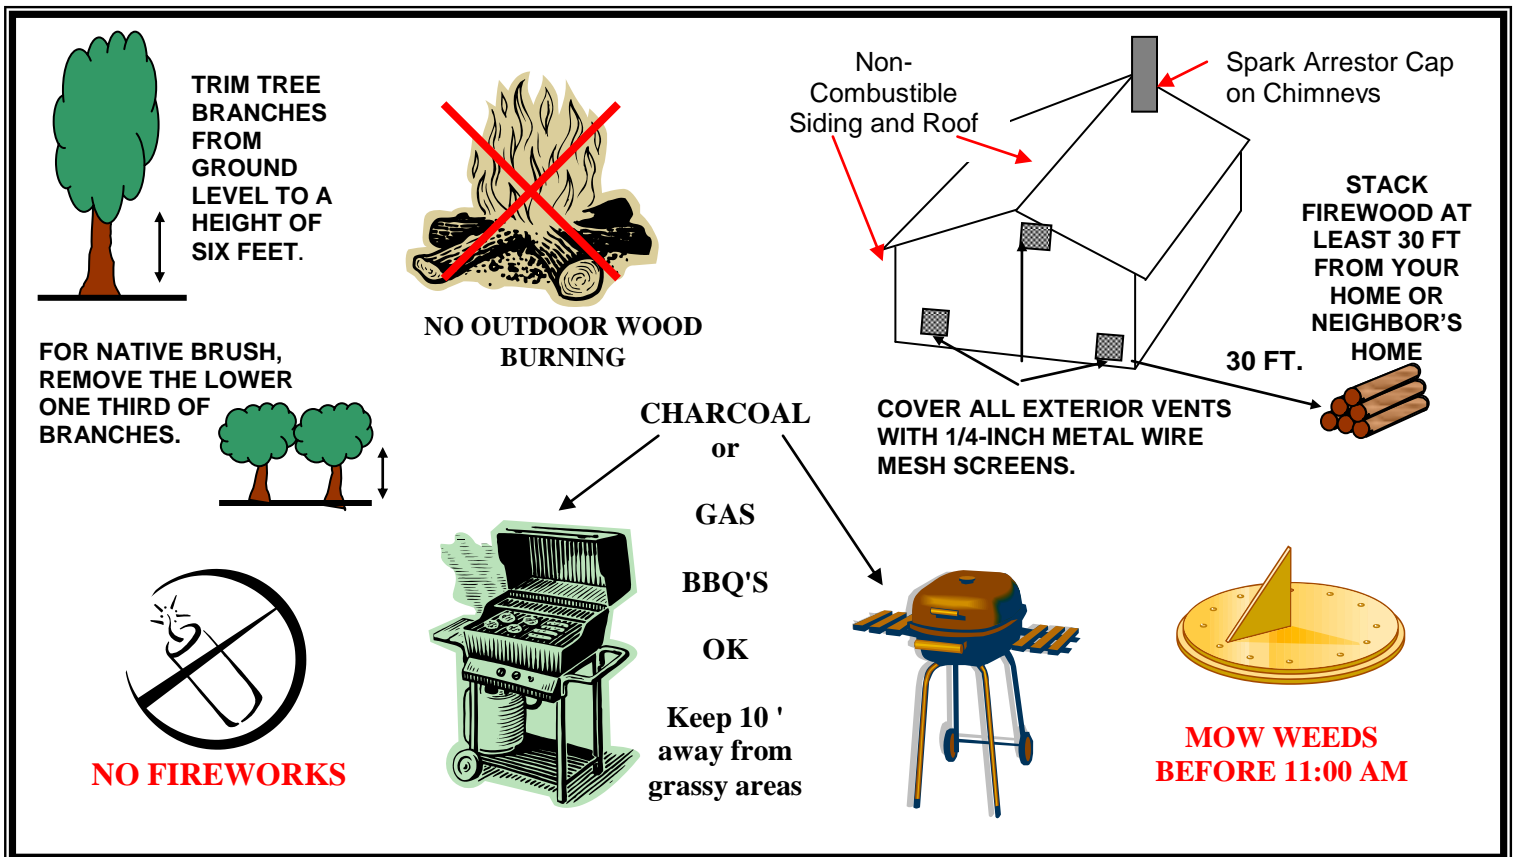 TRIM TREE
BRANCHES
FROM
GROUND
LEVEL TO A
HEIGHT OF
SIX FEET.
NO OUTDOOR WOOD
BURNING
Non-
Combustible
Siding and Roof
Spark Arrestor Cap
on Chimneys
STACK
FIREWOOD AT
LEAST 30 FT
FROM YOUR
HOME OR
NEIGHBOR'S
HOME
30 FT.
FOR NATIVE BRUSH,
REMOVE THE LOWER
ONE THIRD OF
BRANCHES.
COVER ALL EXTERIOR VENTS
WITH 1/4-INCH METAL WIRE
MESH SCREENS.
CHARCOAL
or
GAS
BBQ'S
OK
Keep 10 '
away from
grassy areas
NO FIREWORKS
MOW WEEDS
BEFORE 11:00 AM